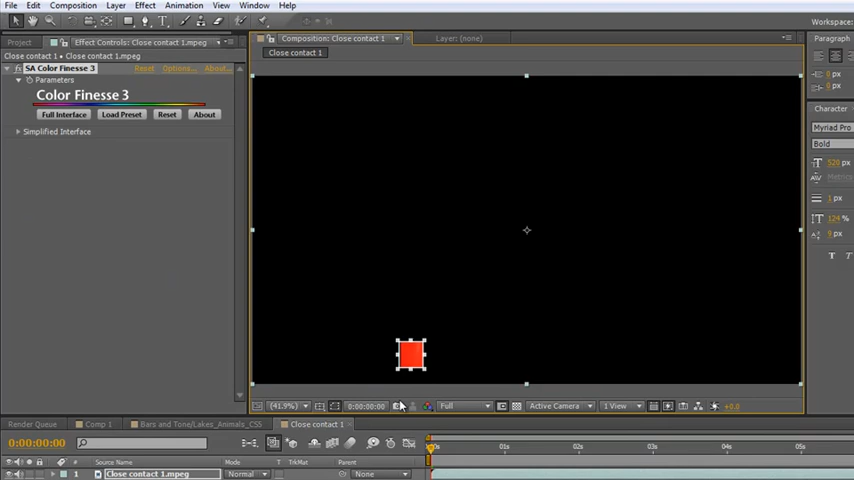 File Edit Composition Layer Effect Animation View Window Help
Workspace:
Project Effect Controls: Close contact 1.mpeg Composition: Close contact 1 Layer: (none) Paragraph
Close contact 1 • Close contact 1.mpeg Close contact 1
SA Color Finesse 3 Reset Options... About...
Parameters
0 px
0 px
Color Finesse 3
Full Interface Load Preset Reset About
Character
Simplified Interface
Myriad Pro
Bold
520 px
Metrics
1 px
124 %
9 px
T T
(41.9%) 0:00:00:00 Full Active Camera 1 View +0.0
Render Queue Comp 1 Bars and Tone/Lakes_Animals_CS5 Close contact 1
0:00:00:00 01s 02s 03s 04s 05s
# Source Name Mode T TrkMat Parent
1 Close contact 1.mpeg Normal None